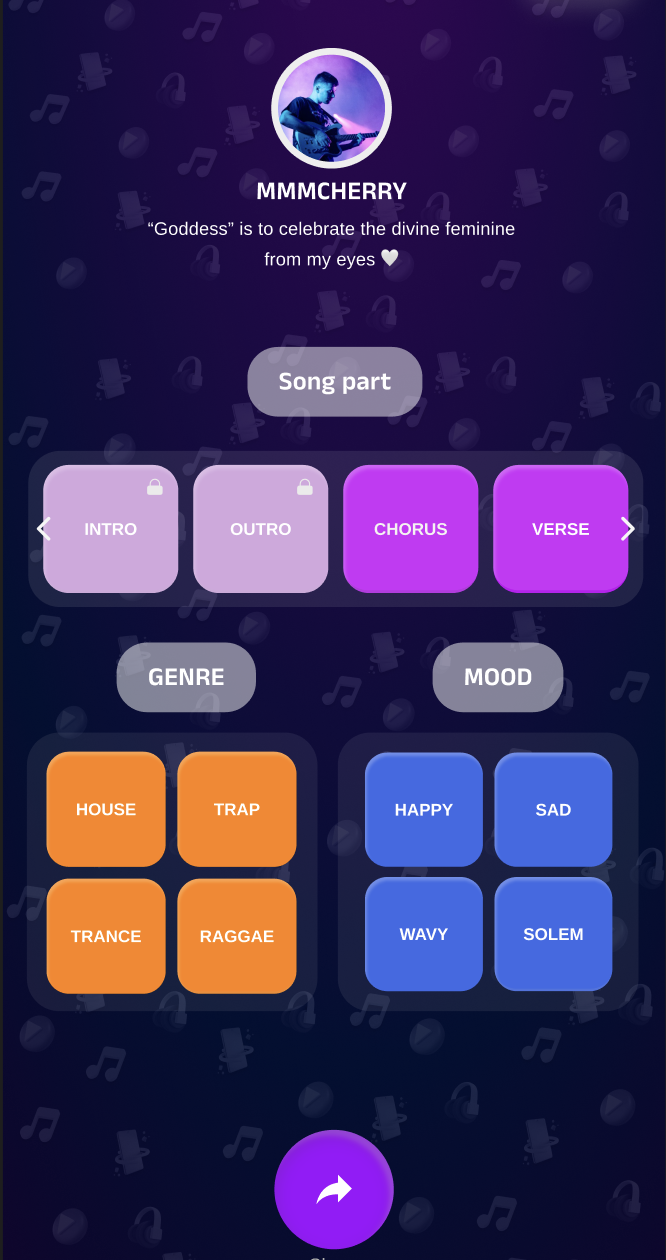 MMMCHERRY
“Goddess” is to celebrate the divine feminine
from my eyes 🤍
Song part
INTRO
OUTRO
CHORUS
VERSE
GENRE
MOOD
HOUSE
TRAP
HAPPY
SAD
TRANCE
RAGGAE
WAVY
SOLEM